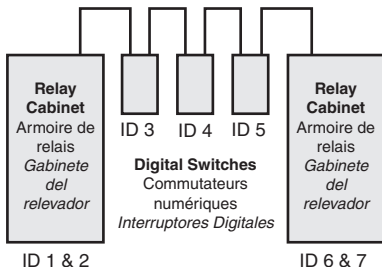 Relay
Cabinet
Armoire de
relais
Gabinete
del
relevador
ID 1 & 2
ID 3
ID 4
ID 5
Digital Switches
Commutateurs
numériques
Interruptores Digitales
Relay
Cabinet
Armoire de
relais
Gabinete
del
relevador
ID 6 & 7